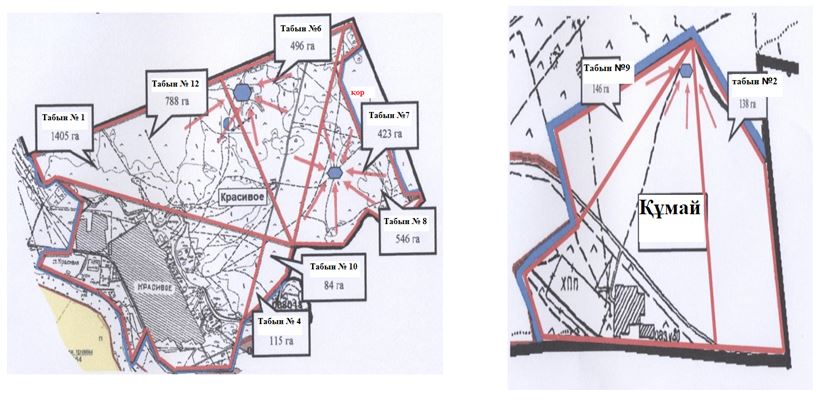 Табын №6
496 га
Табын № 12
788 га
Табын № 1
1405 га
қор
Табын №7
423 га
Красивое
Табын № 8
546 га
Табын № 10
84 га
КРАСИВОЕ
Табын № 4
115 га
Табын №9
146 га
табын №2
138 га
Құмай
ХПП